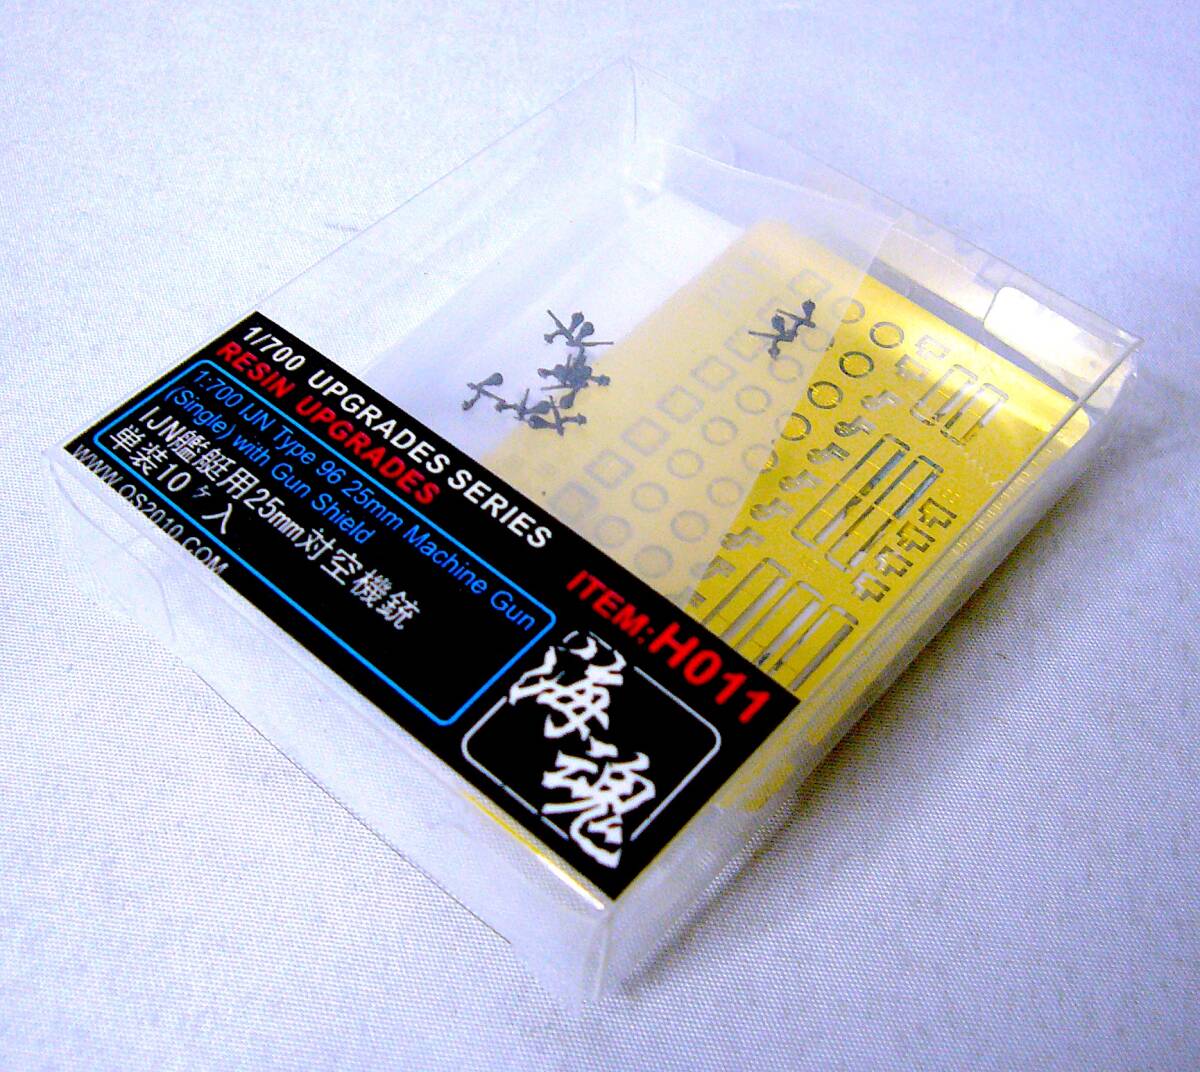 1/700 UPGRADES SERIES
RESIN UPGRADES
1:700 IJN Type 96 25mm Machine Gun
(Single) with Gun Shield
IJN艦艇用25mm対空機銃
単装10ヶ入
WWW.OS2010.COM
ITEM:H011
海魂